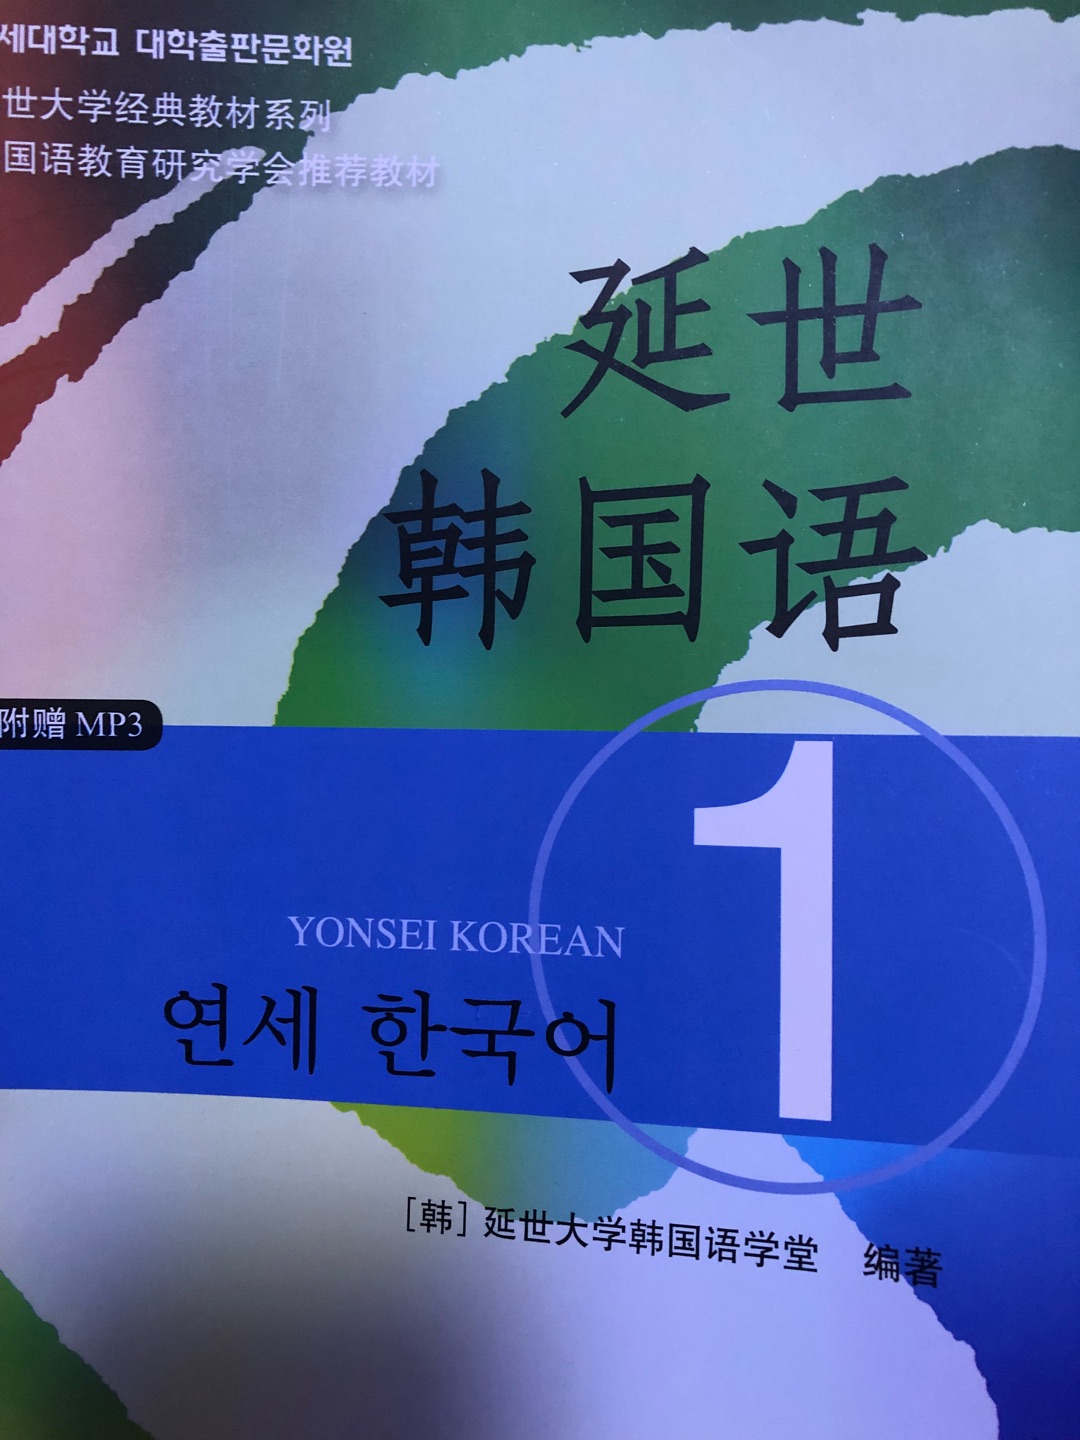 세대학교 대학출판문화원
世大学经典教材系列
国语教育研究学会推荐教材
延世
韩国语
附赠 MP3
1
YONSEI KOREAN
연세 한국어
[韩] 延世大学韩国语学堂 编著